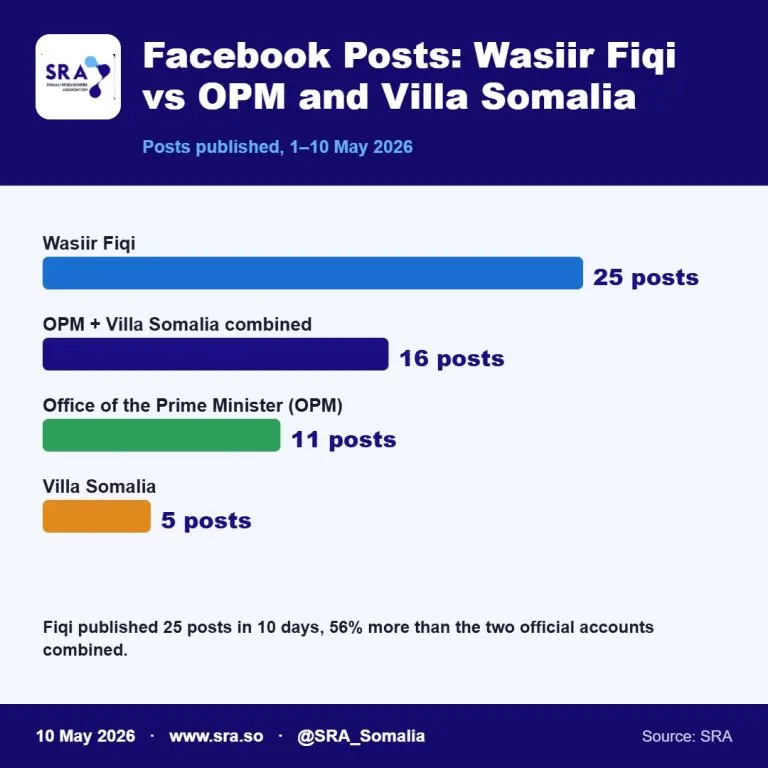 SRA
SOMALI RESEARCHERS
ASSOCIATION
Facebook Posts: Wasiir Fiqi
vs OPM and Villa Somalia
Posts published, 1–10 May 2026
Wasiir Fiqi
25 posts
OPM + Villa Somalia combined
16 posts
Office of the Prime Minister (OPM)
11 posts
Villa Somalia
5 posts
Fiqi published 25 posts in 10 days, 56% more than the two official accounts
combined.
10 May 2026 · www.sra.so · @SRA_Somalia
Source: SRA